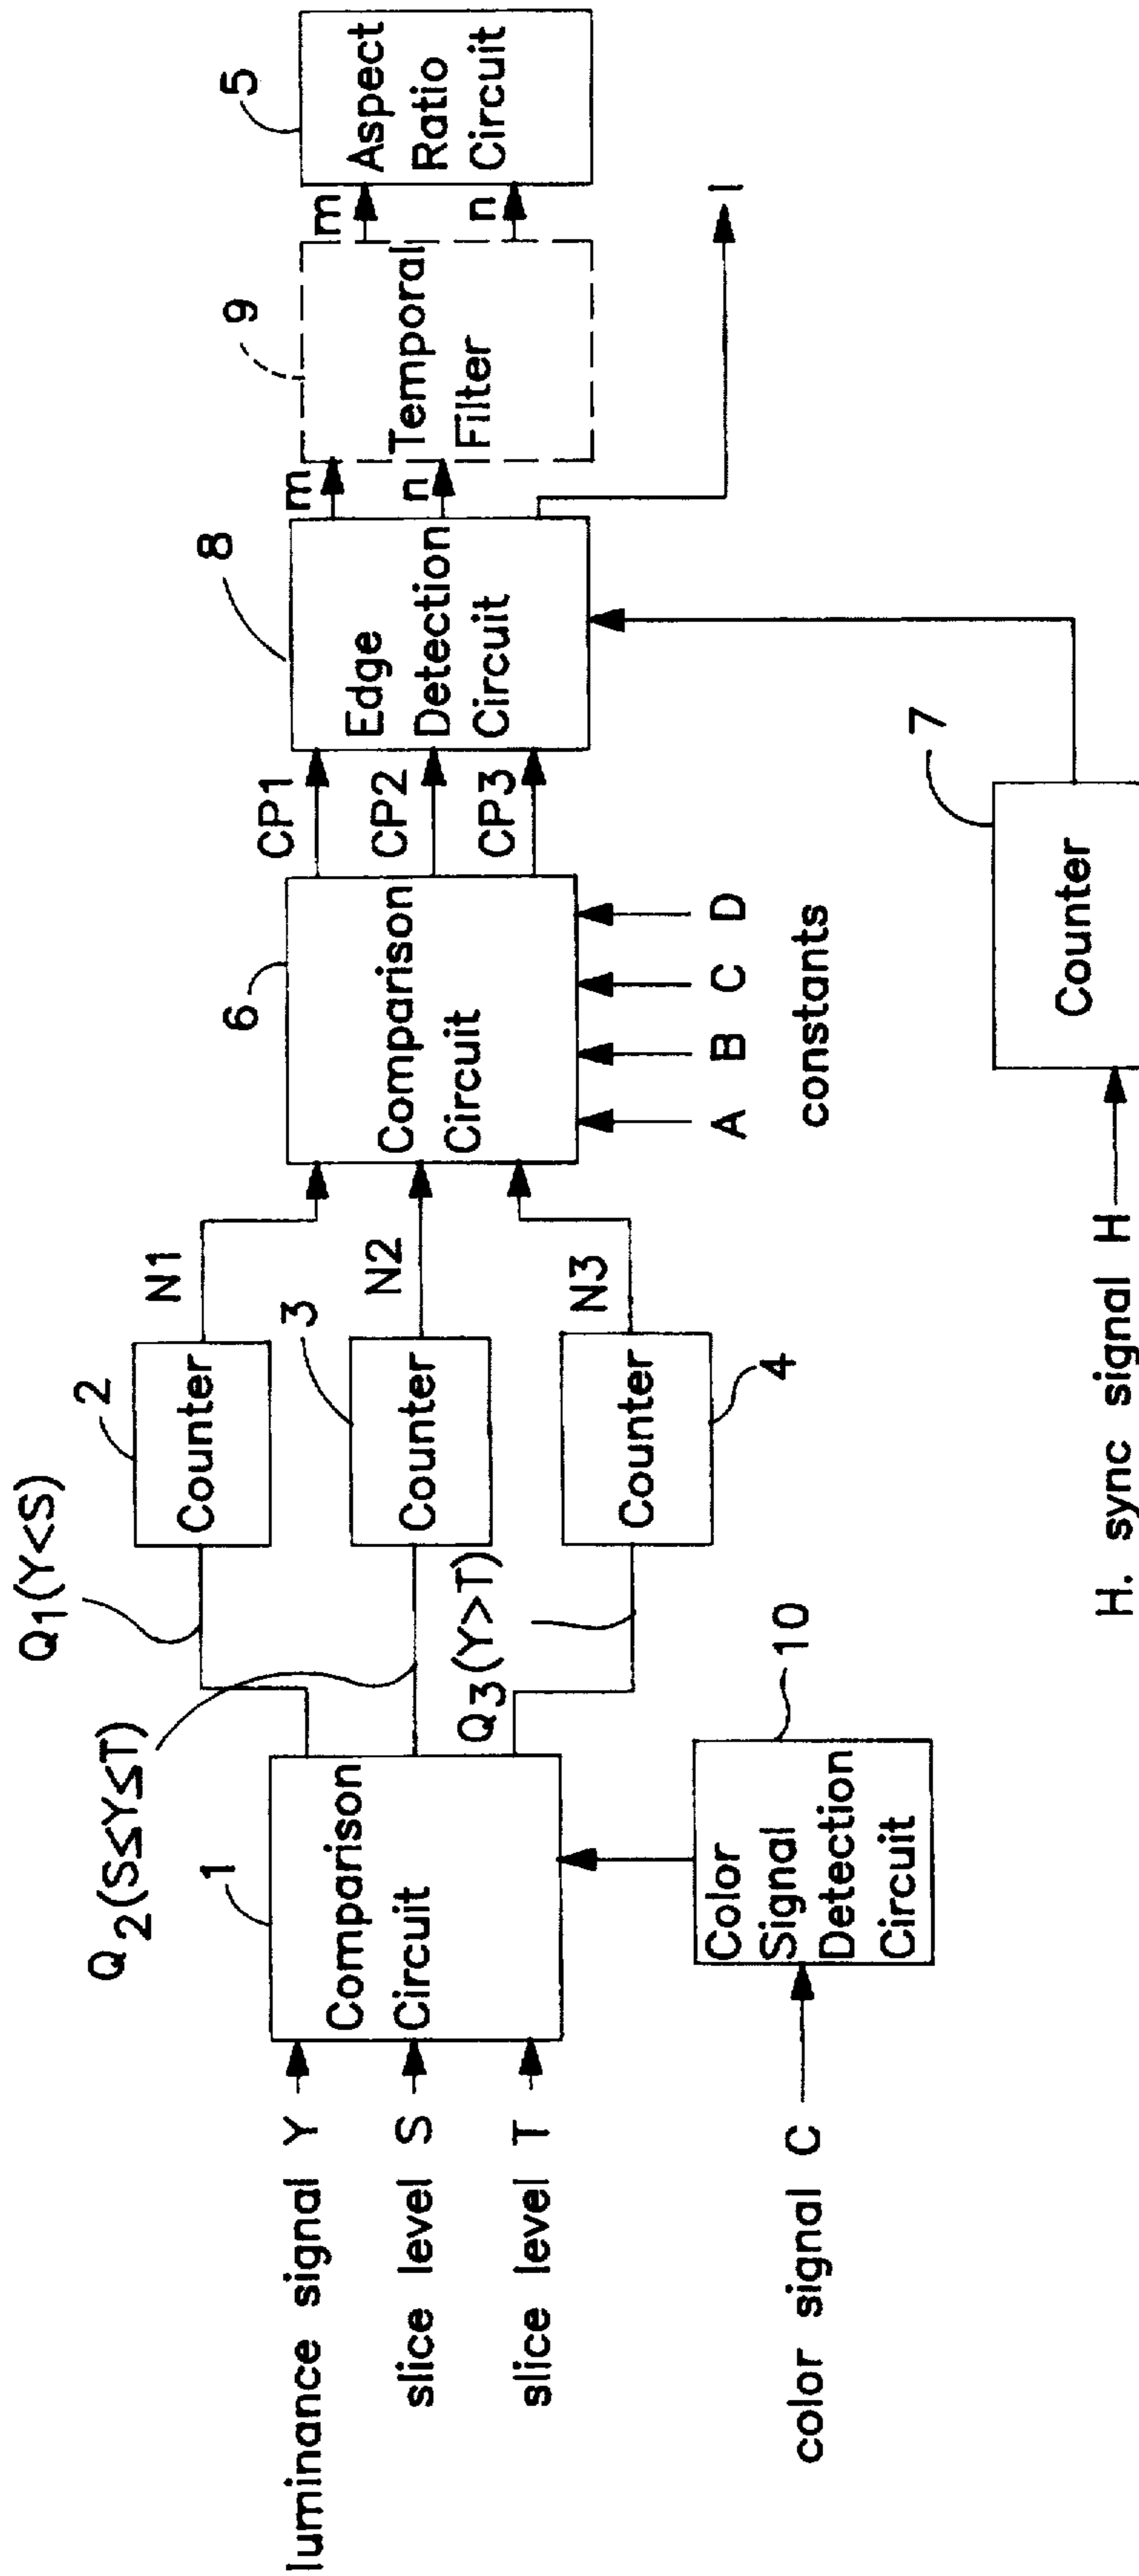 luminance signal Y
slice level S
slice level T
color signal C
1
Comparison
Circuit
10
Color
Signal
Detection
Circuit
Q1(Y<S)
Q2(S≤Y≤T)
Q3(Y>T)
2
Counter
3
Counter
4
Counter
N1
N2
N3
6
Comparison
Circuit
A B C D
constants
CP1
CP2
CP3
H. sync signal H
7
Counter
8
Edge
Detection
Circuit
m
n
l
9
Temporal
Filter
m
n
5
Aspect
Ratio
Circuit